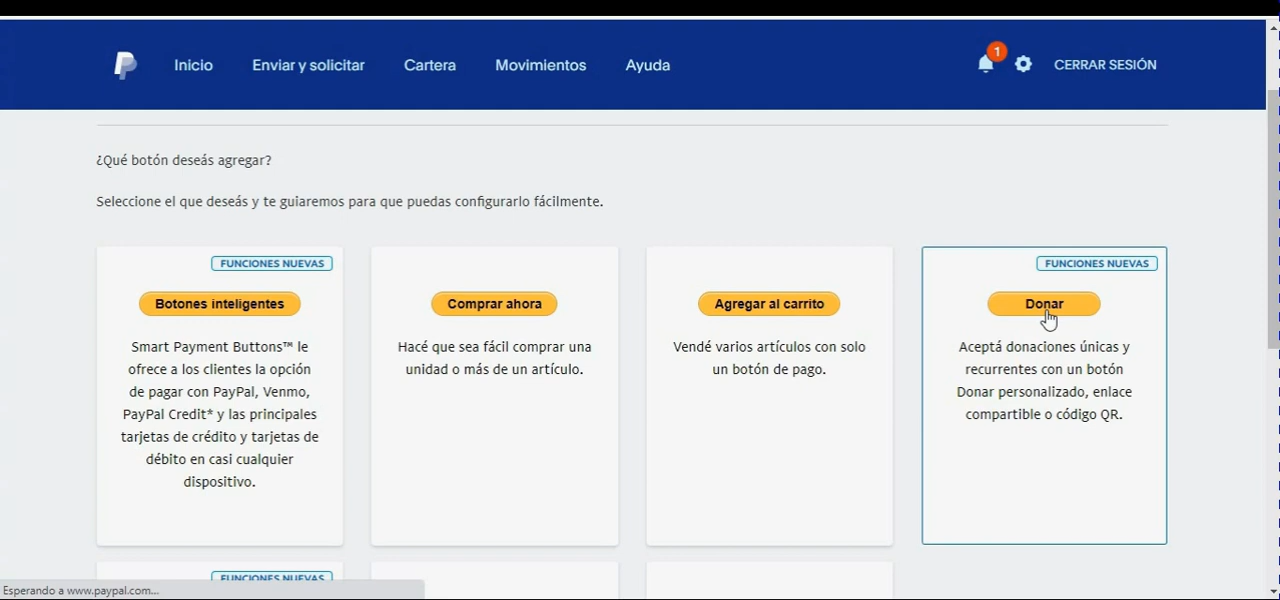 Inicio Enviar y solicitar Cartera Movimientos Ayuda 1 CERRAR SESIÓN
¿Qué botón deseás agregar?
Seleccione el que deseás y te guiaremos para que puedas configurarlo fácilmente.
FUNCIONES NUEVAS
Botones inteligentes
Smart Payment Buttons™ le
ofrece a los clientes la opción
de pagar con PayPal, Venmo,
PayPal Credit* y las principales
tarjetas de crédito y tarjetas de
débito en casi cualquier
dispositivo.
Comprar ahora
Hacé que sea fácil comprar una
unidad o más de un artículo.
Agregar al carrito
Vendé varios artículos con solo
un botón de pago.
FUNCIONES NUEVAS
Donar
Aceptá donaciones únicas y
recurrentes con un botón
Donar personalizado, enlace
compartible o código QR.
FUNCIONES NUEVAS
Esperando a www.paypal.com...